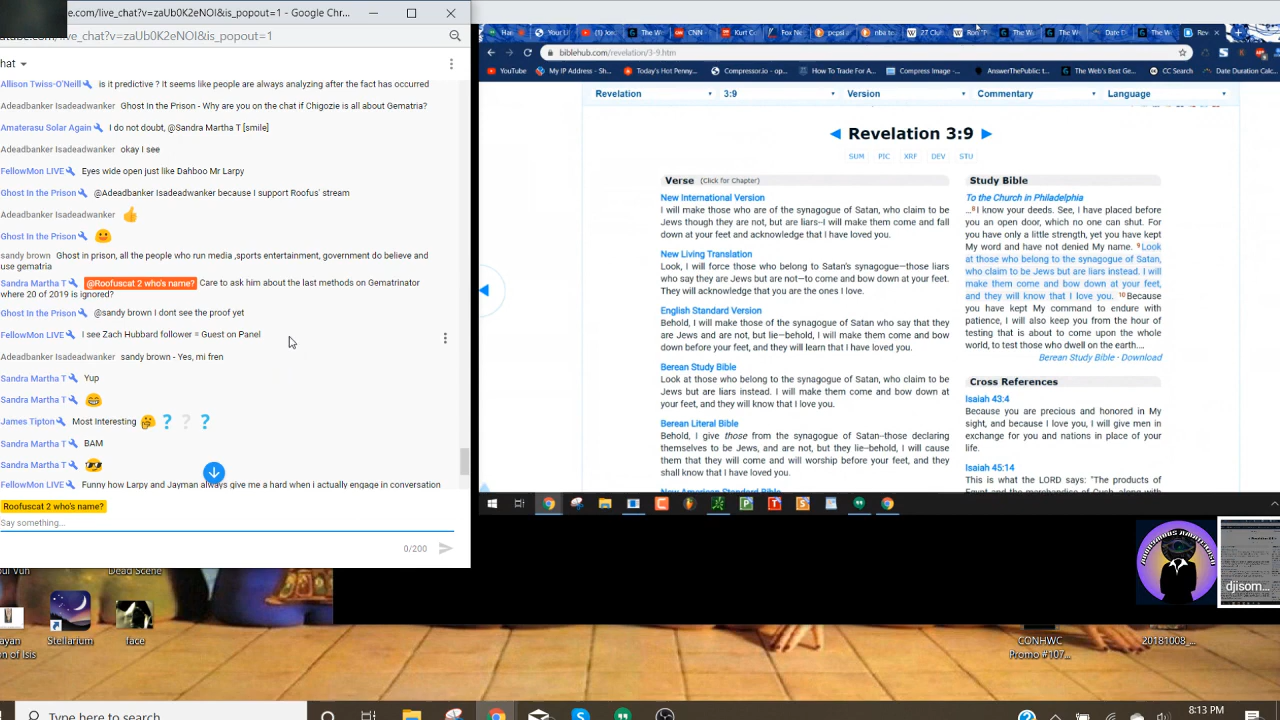 zaUb0K2eNOI&is_popout=1 - Google Chr...
/live_chat?v=zaUb0K2eNOI&is_popout=1
hat
Allison Twiss-O'Neill is it predictive ? It seems like people are always analyzing after the fact has occurred
Adeadbanker Isadeadwanker Ghost In the Prison - Why are you on here if Chipzie is all about Gematria?
Amaterasu Solar Again I do not doubt, @Sandra Martha T [smile]
Adeadbanker Isadeadwanker okay I see
FellowMon LIVE Eyes wide open just like Dahboo Mr Larpy
Ghost In the Prison @Adeadbanker Isadeadwanker because I support Roofus' stream
Adeadbanker Isadeadwanker 👍
Ghost In the Prison 🙂
sandy brown Ghost in prison, all the people who run media ,sports entertainment, government do believe and
use gematria
Sandra Martha T @Roofuscat 2 who's name? Care to ask him about the last methods on Gematrinator
where 20 of 2019 is ignored?
Ghost In the Prison @sandy brown I dont see the proof yet
FellowMon LIVE I see Zach Hubbard follower = Guest on Panel
Adeadbanker Isadeadwanker sandy brown - Yes, mi fren
Sandra Martha T Yup
Sandra Martha T 😁
James Tipton Most Interesting 🤔❓❔❓
Sandra Martha T BAM
Sandra Martha T 😎
FellowMon LIVE Funny how Larpy and Jayman always give me a hard when i actually engage in conversation
Roofuscat 2 who's name?
Say something...
0/200
biblehub.com/revelation/3-9.htm
YouTube My IP Address - Sh... Today's Hot Penny... Compressor.io - op... How To Trade For A... Compress Image -... AnswerThePublic: t... The Web's Best Ge... CC Search Date Duration Calc...
Revelation 3:9 Version Commentary Language
Revelation 3:9
SUM PIC XRF DEV STU
Verse (Click for Chapter)
New International Version
I will make those who are of the synagogue of Satan, who claim to be
Jews though they are not, but are liars--I will make them come and fall
down at your feet and acknowledge that I have loved you.
New Living Translation
Look, I will force those who belong to Satan's synagogue--those liars
who say they are Jews but are not--to come and bow down at your feet.
They will acknowledge that you are the ones I love.
English Standard Version
Behold, I will make those of the synagogue of Satan who say that they
are Jews and are not, but lie--behold, I will make them come and bow
down before your feet, and they will learn that I have loved you.
Berean Study Bible
Look at those who belong to the synagogue of Satan, who claim to be
Jews but are liars instead. I will make them come and bow down at
your feet, and they will know that I love you.
Berean Literal Bible
Behold, I give those from the synagogue of Satan--those declaring
themselves to be Jews, and are not, but they lie--behold, I will cause
them that they will come and will worship before your feet, and they
shall know that I have loved you.
New American Standard Bible
Study Bible
To the Church in Philadelphia
...8I know your deeds. See, I have placed before
you an open door, which no one can shut. For
you have only a little strength, yet you have kept
My word and have not denied My name. 9Look
at those who belong to the synagogue of Satan,
who claim to be Jews but are liars instead. I will
make them come and bow down at your feet,
and they will know that I love you. 10Because
you have kept My command to endure with
patience, I will also keep you from the hour of
testing that is about to come upon the whole
world, to test those who dwell on the earth....
Berean Study Bible · Download
Cross References
Isaiah 43:4
Because you are precious and honored in My
sight, and because I love you, I will give men in
exchange for you and nations in place of your
life.
Isaiah 45:14
This is what the LORD says: "The products of
djisom...
Dead Scene
Stellarium
face
on of Isis
CONHWC
Promo #107...
20181008_...
Type here to search
8:13 PM